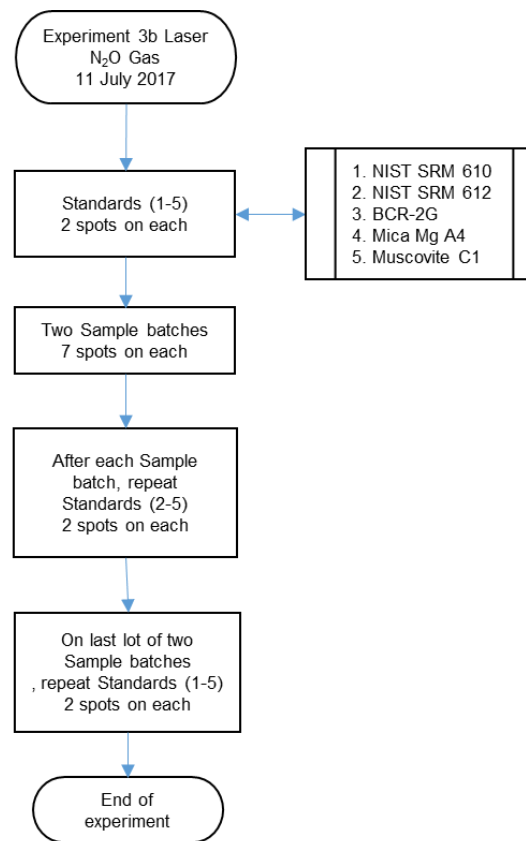 Experiment 3b Laser
N₂O Gas
11 July 2017
Standards (1-5)
2 spots on each
1. NIST SRM 610
2. NIST SRM 612
3. BCR-2G
4. Mica Mg A4
5. Muscovite C1
Two Sample batches
7 spots on each
After each Sample
batch, repeat
Standards (2-5)
2 spots on each
On last lot of two
Sample batches
, repeat Standards (1-5)
2 spots on each
End of
experiment